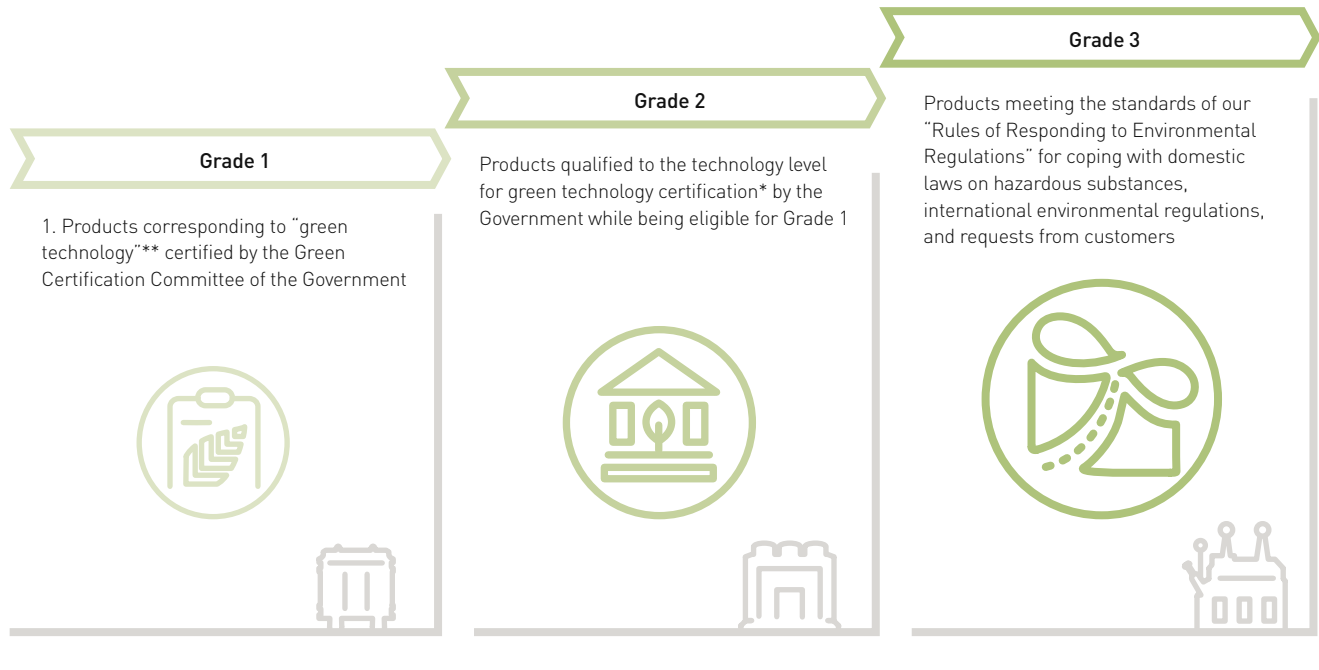 Grade 1
1. Products corresponding to “green
technology”** certified by the Green
Certification Committee of the Government
Grade 2
Products qualified to the technology level
for green technology certification* by the
Government while being eligible for Grade 1
Grade 3
Products meeting the standards of our
“Rules of Responding to Environmental
Regulations” for coping with domestic
laws on hazardous substances,
international environmental regulations,
and requests from customers